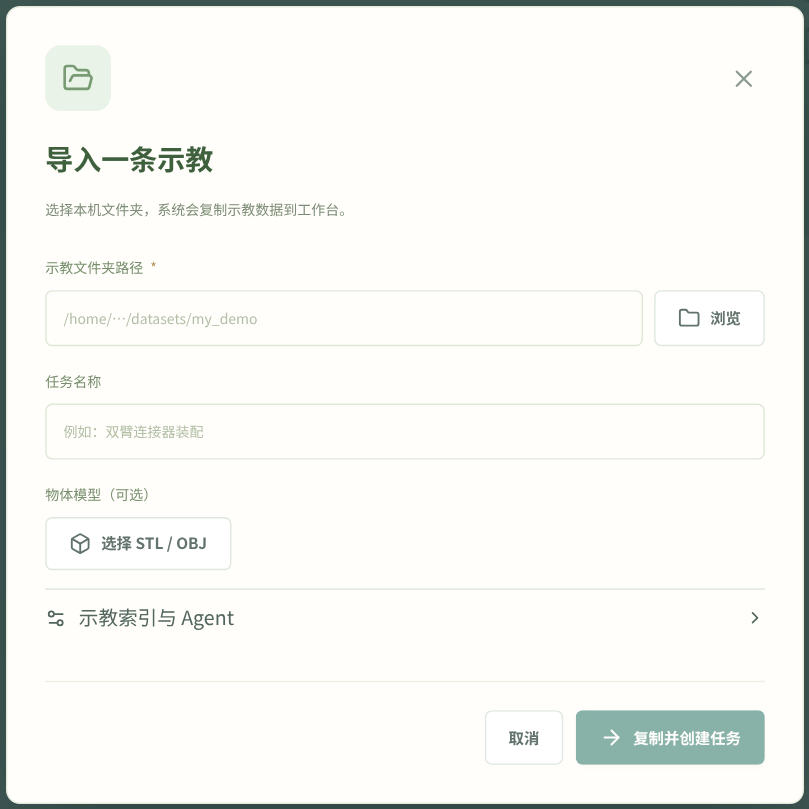 导入一条示教
选择本机文件夹，系统会复制示教数据到工作台。
示教文件夹路径 *
/home/…/datasets/my_demo
浏览
任务名称
例如：双臂连接器装配
物体模型（可选）
选择 STL / OBJ
示教索引与 Agent
取消
复制并创建任务